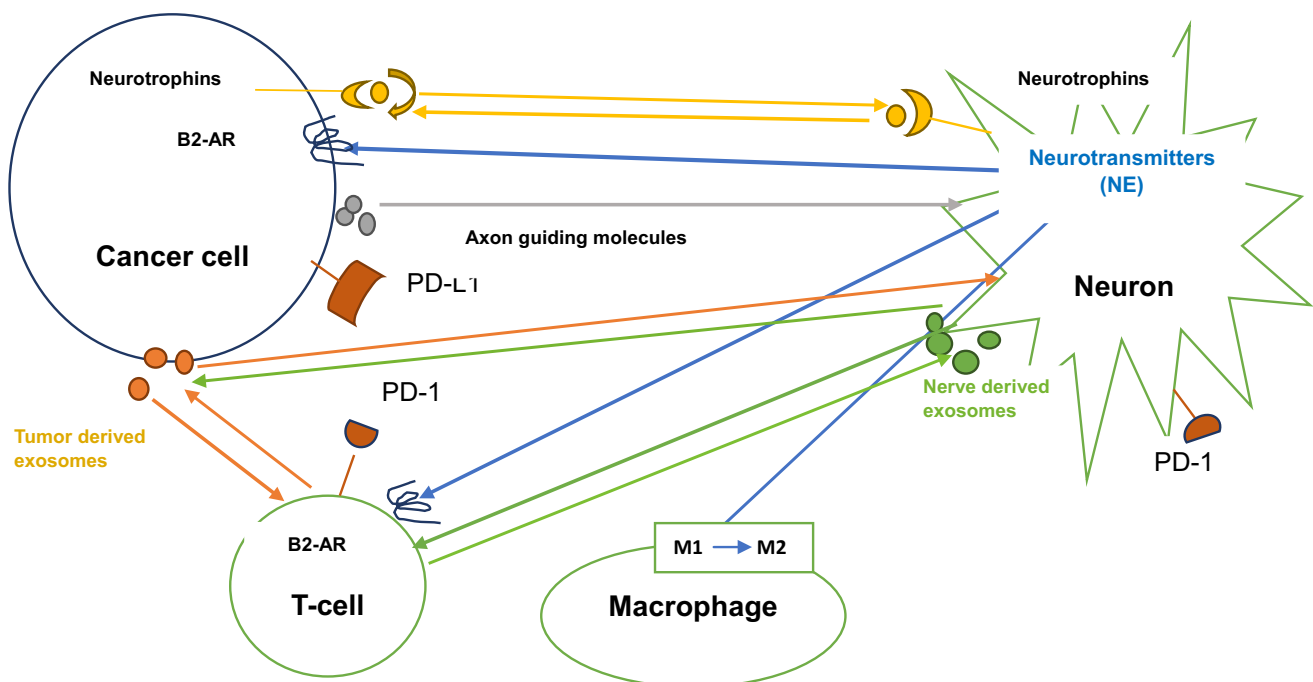 Neurotrophins
Neurotrophins
B2-AR
Neurotransmitters
(NE)
Axon guiding molecules
Cancer cell
PD-L1
Neuron
PD-1
Nerve derived
exosomes
Tumor derived
exosomes
PD-1
B2-AR
M1
M2
T-cell
Macrophage